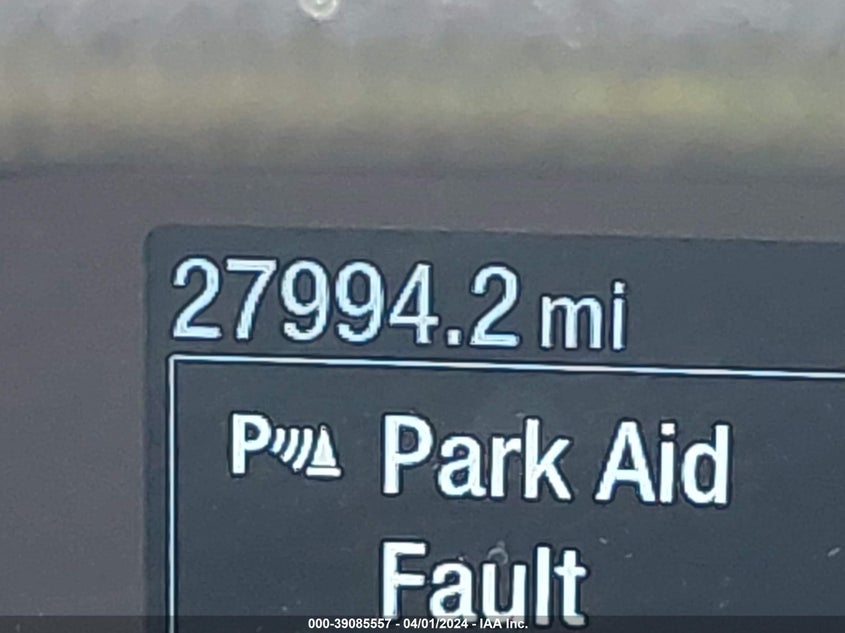 27994.2 mi
P Park Aid
Fault
000-39085557 - 04/01/2024 - IAA Inc.